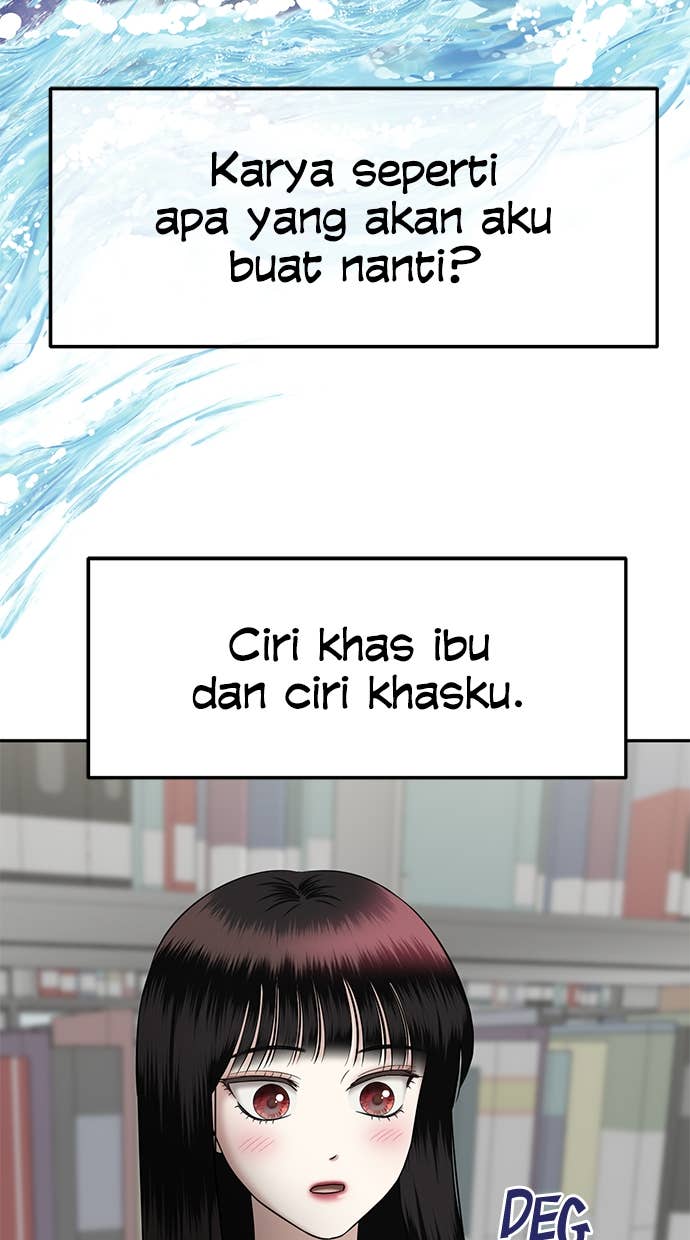 Karya seperti
apa yang akan aku
buat nanti?
Ciri khas ibu
dan ciri khasku.
DEG